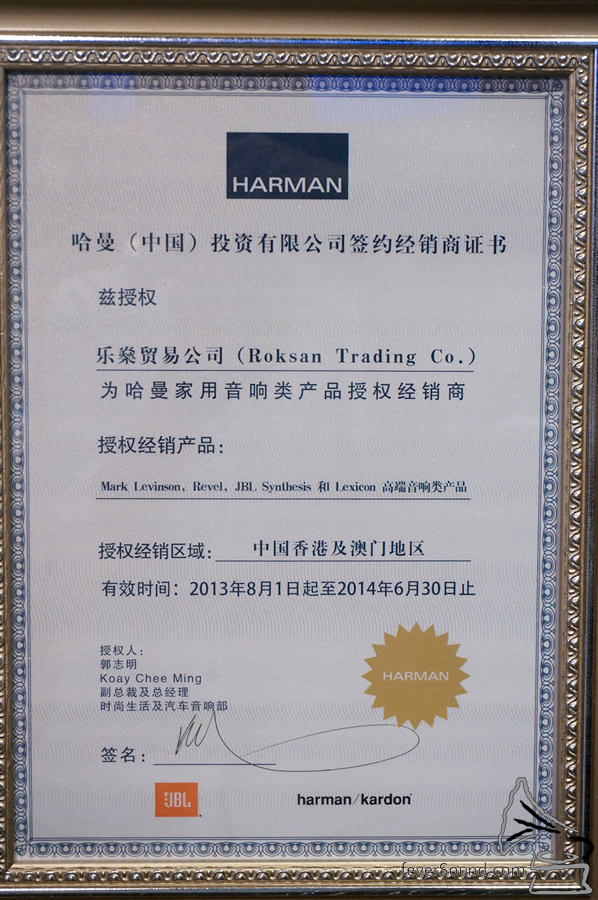 HARMAN
哈曼（中国）投资有限公司签约经销商证书
兹授权
乐燊贸易公司（Roksan Trading Co.）
为哈曼家用音响类产品授权经销商
授权经销产品：
Mark Levinson, Revel, JBL Synthesis 和 Lexicon 高端音响类产品
授权经销区域： 中国香港及澳门地区
有效时间：2013年8月1日起至2014年6月30日止
授权人：
郭志明
Koay Chee Ming
副总裁及总经理
时尚生活及汽车音响部
HARMAN
签名：
JBL
harman/kardon
feverSound.com